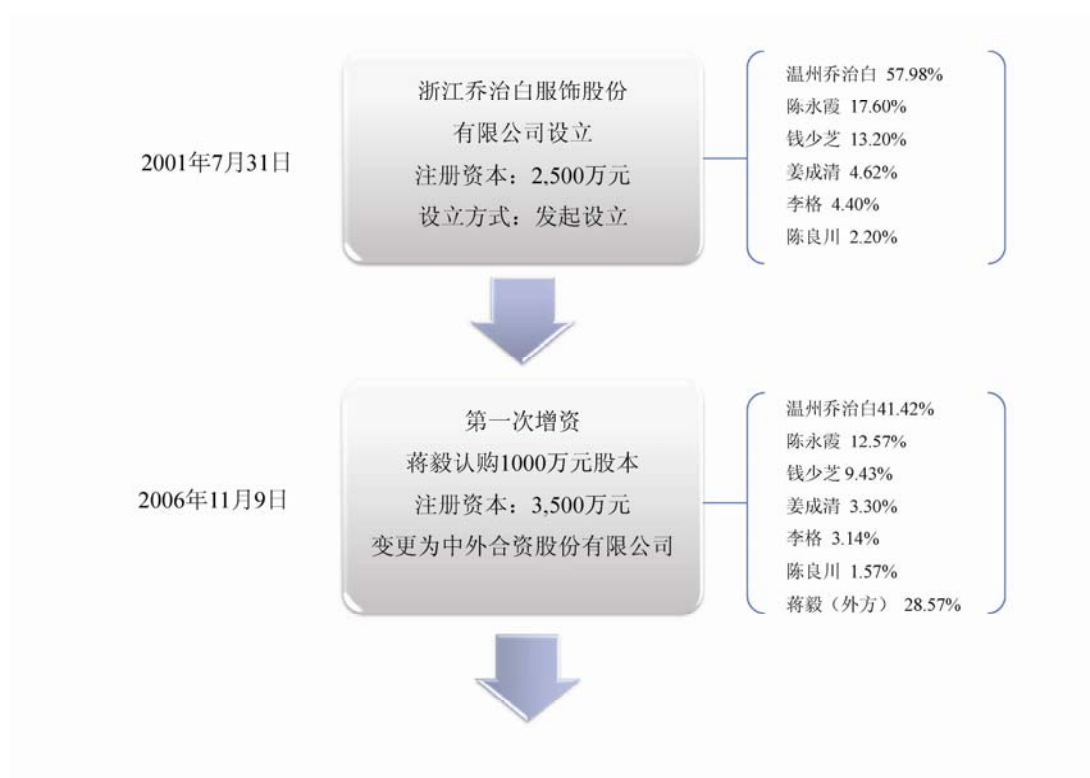 2001年7月31日
浙江乔治白服饰股份
有限公司设立
注册资本：2,500万元
设立方式：发起设立
温州乔治白 57.98%
陈永霞 17.60%
钱少芝 13.20%
姜成清 4.62%
李格 4.40%
陈良川 2.20%
2006年11月9日
第一次增资
蒋毅认购1000万元股本
注册资本：3,500万元
变更为中外合资股份有限公司
温州乔治白41.42%
陈永霞 12.57%
钱少芝 9.43%
姜成清 3.30%
李格 3.14%
陈良川 1.57%
蒋毅（外方） 28.57%